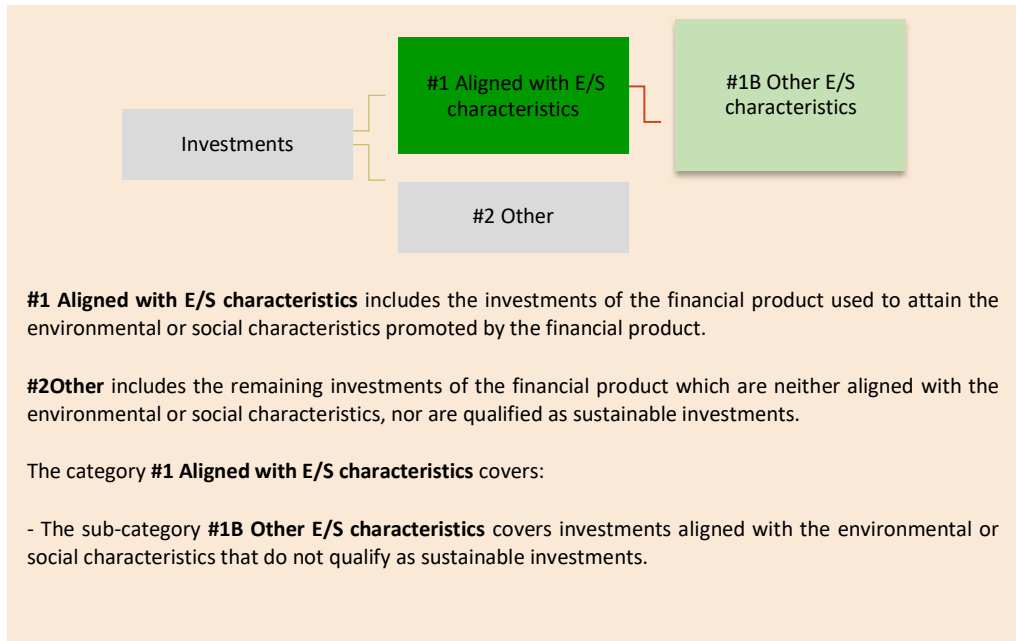 #1 Aligned with E/S
characteristics
#1B Other E/S
characteristics
Investments
#2 Other
#1 Aligned with E/S characteristics includes the investments of the financial product used to attain the
environmental or social characteristics promoted by the financial product.
#2Other includes the remaining investments of the financial product which are neither aligned with the
environmental or social characteristics, nor are qualified as sustainable investments.
The category #1 Aligned with E/S characteristics covers:
- The sub-category #1B Other E/S characteristics covers investments aligned with the environmental or
social characteristics that do not qualify as sustainable investments.